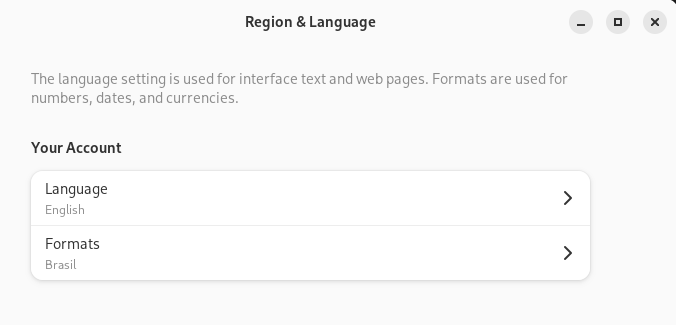 Region & Language
The language setting is used for interface text and web pages. Formats are used for
numbers, dates, and currencies.
Your Account
Language
English
Formats
Brasil